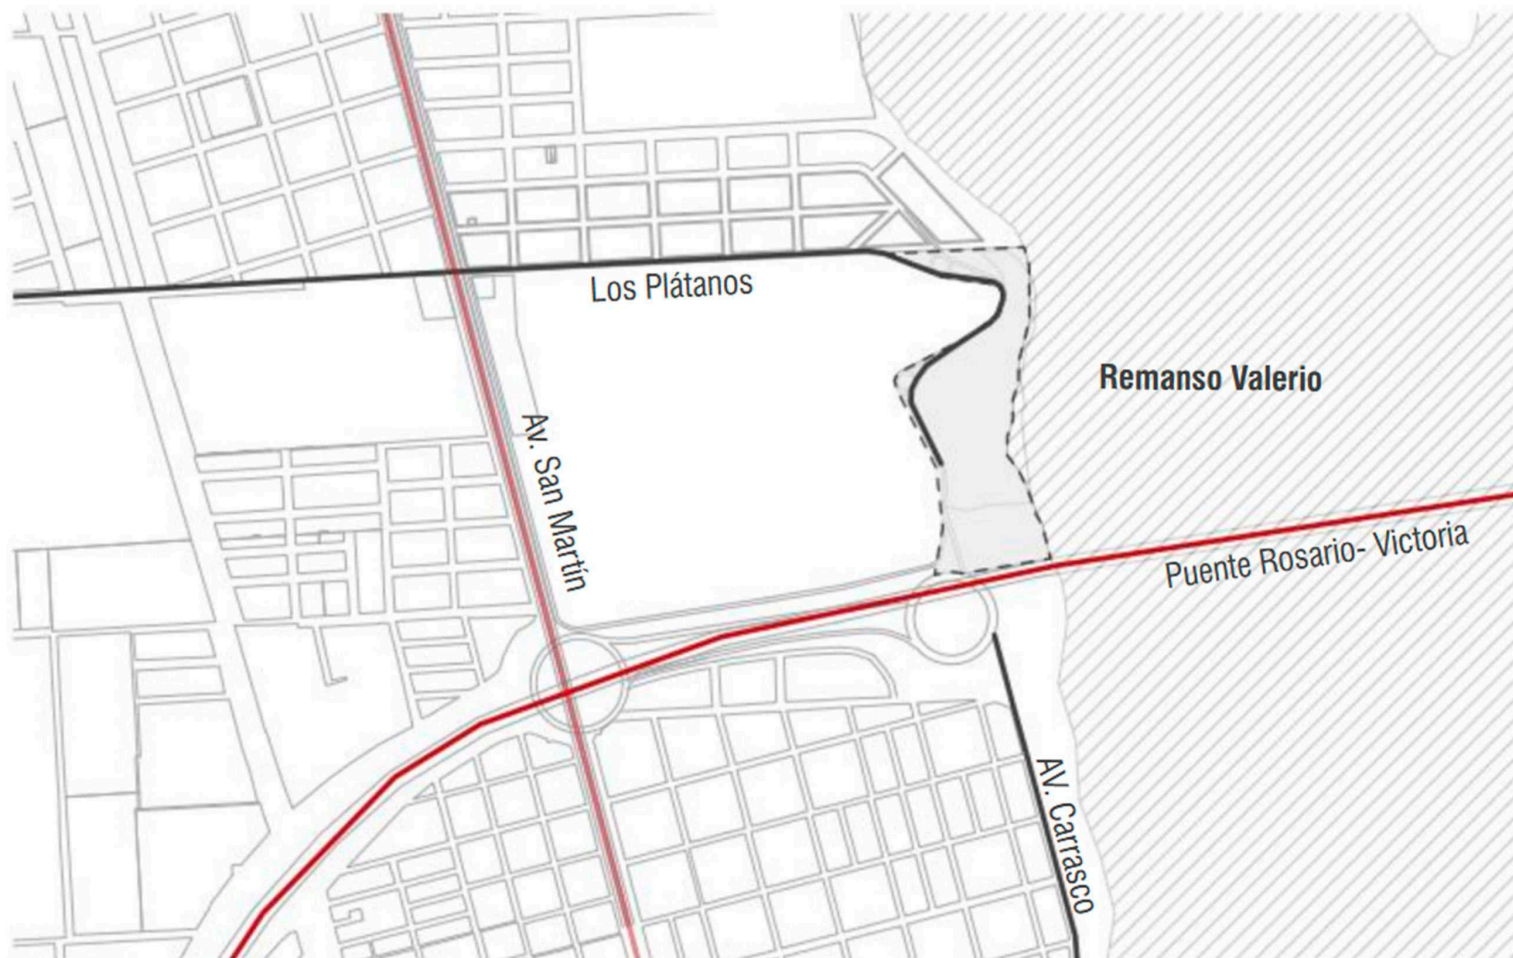 Los Plátanos
Remanso Valerio
Av. San Martín
Puente Rosario- Victoria
AV. Carrasco